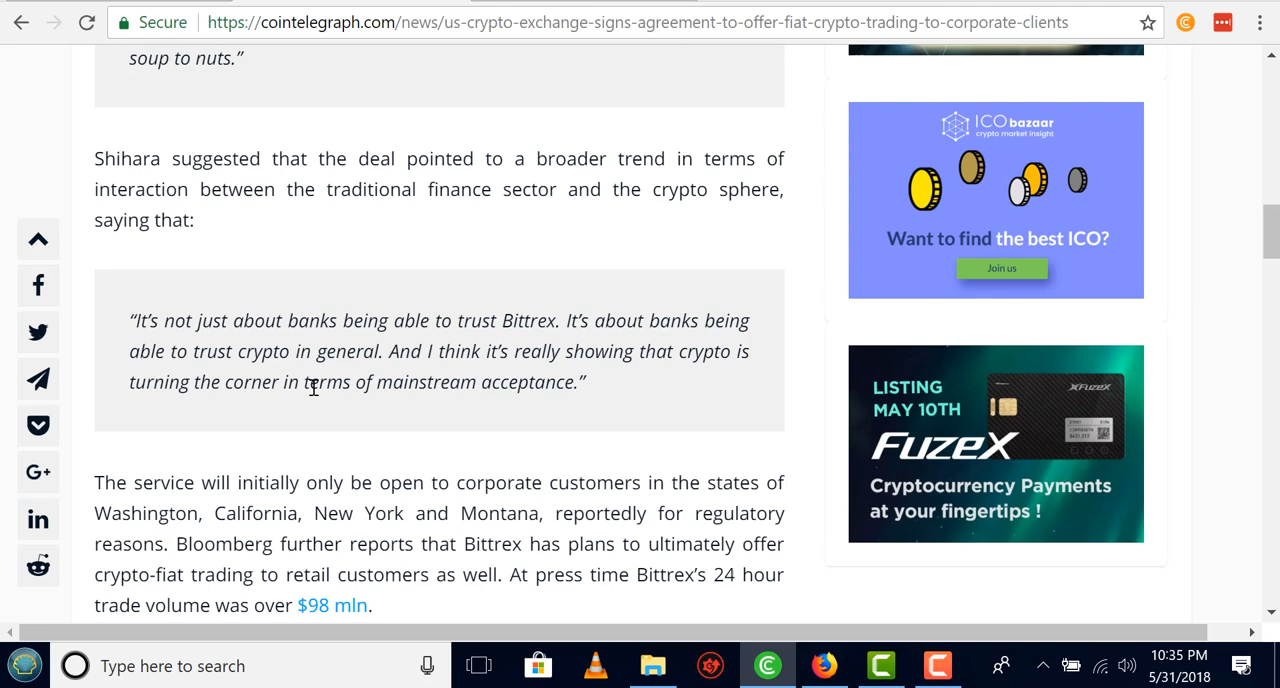 Secure https://cointelegraph.com/news/us-crypto-exchange-signs-agreement-to-offer-fiat-crypto-trading-to-corporate-clients
soup to nuts.”
Shihara suggested that the deal pointed to a broader trend in terms of
interaction between the traditional finance sector and the crypto sphere,
saying that:
“It’s not just about banks being able to trust Bittrex. It’s about banks being
able to trust crypto in general. And I think it’s really showing that crypto is
turning the corner in terms of mainstream acceptance.”
The service will initially only be open to corporate customers in the states of
Washington, California, New York and Montana, reportedly for regulatory
reasons. Bloomberg further reports that Bittrex has plans to ultimately offer
crypto-fiat trading to retail customers as well. At press time Bittrex’s 24 hour
trade volume was over $98 mln.
G+
in
ICO bazaar
crypto market insight
Want to find the best ICO?
Join us
LISTING
MAY 10TH
FUZEX
Cryptocurrency Payments
at your fingertips !
FUZEX
Type here to search
10:35 PM
5/31/2018